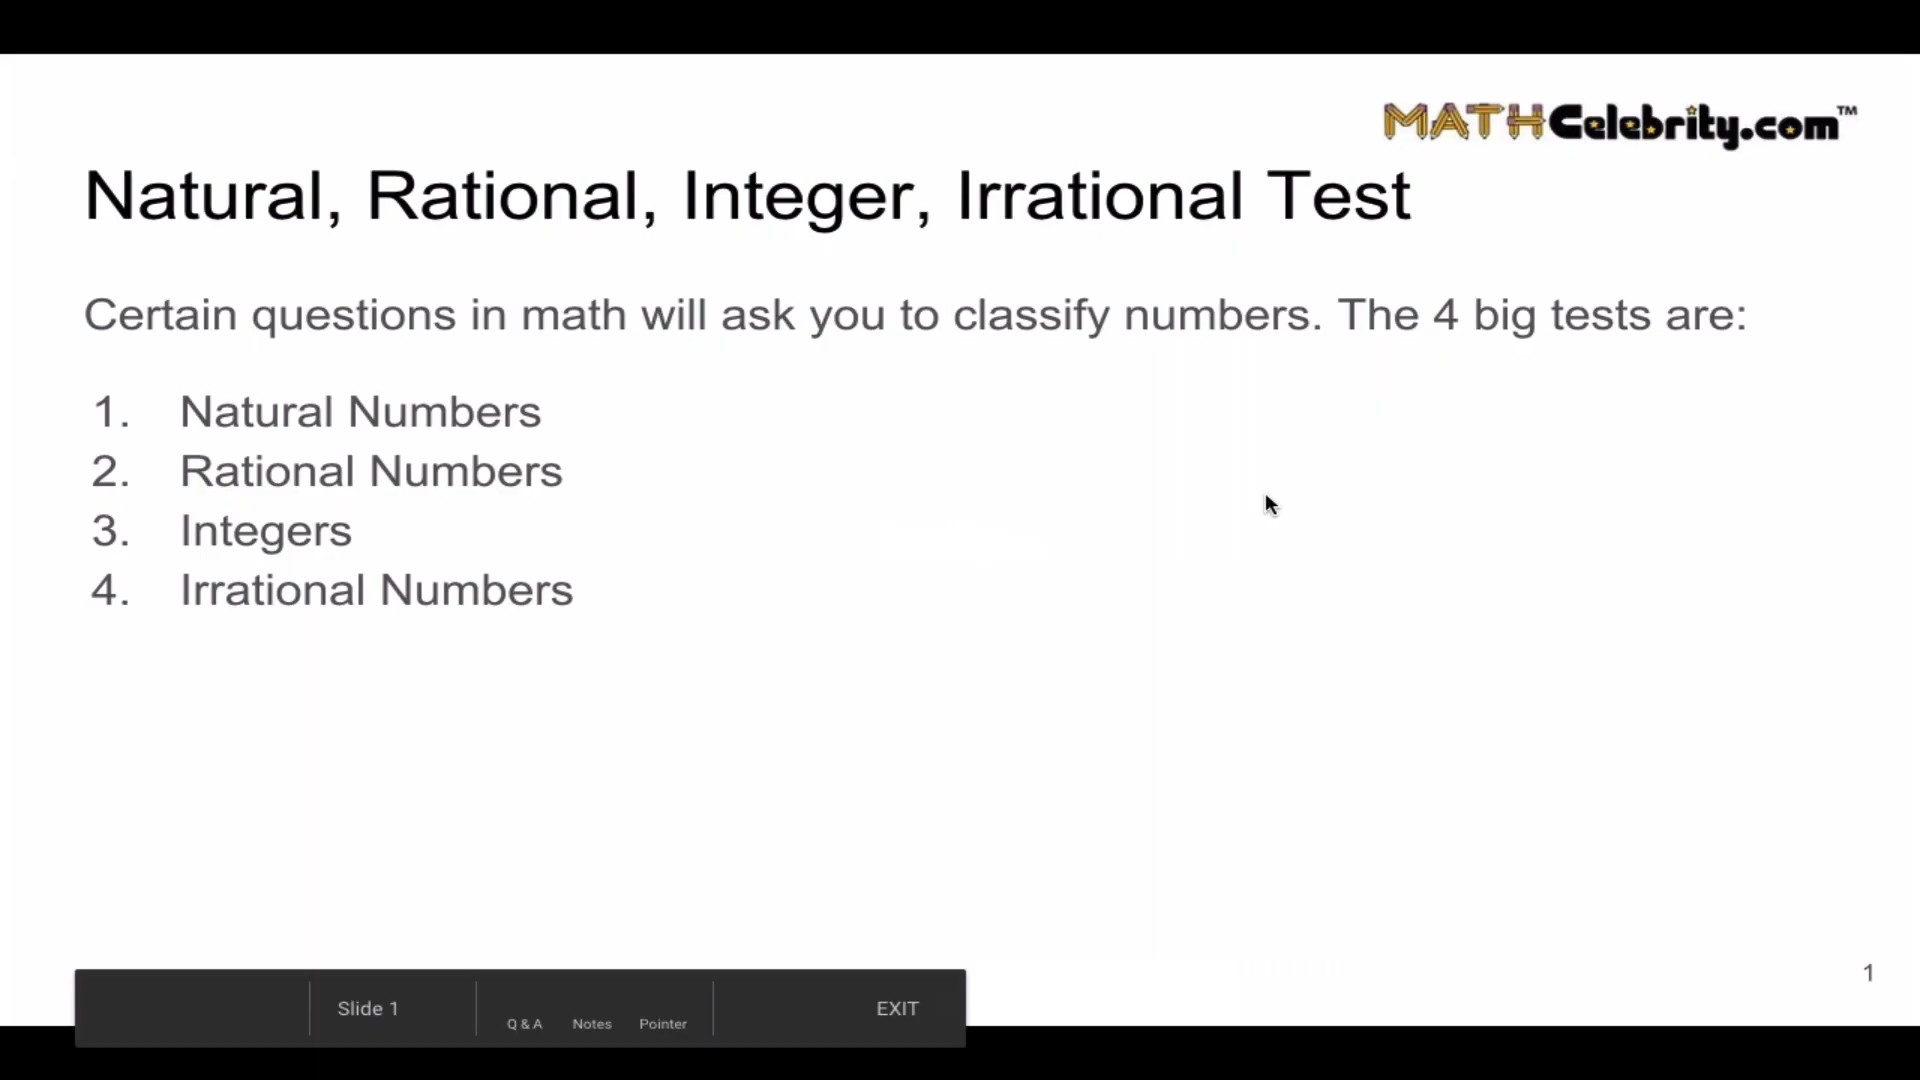 MATHCelebrity.com™
Natural, Rational, Integer, Irrational Test
Certain questions in math will ask you to classify numbers. The 4 big tests are:
1. Natural Numbers
2. Rational Numbers
3. Integers
4. Irrational Numbers
1
Slide 1
Q & A Notes Pointer
EXIT